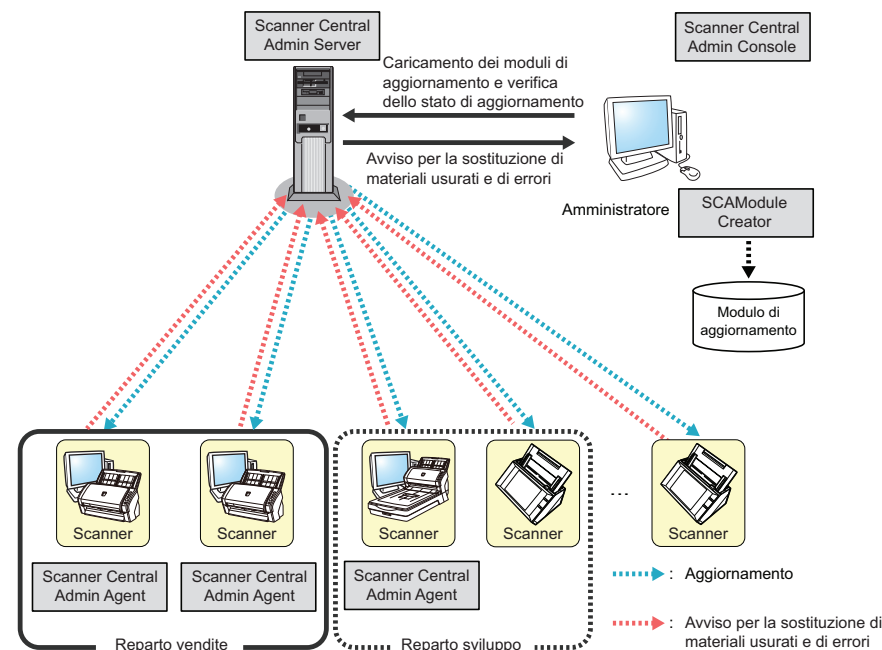 Scanner Central
Admin Server
Scanner Central
Admin Console
Caricamento dei moduli di
aggiornamento e verifica
dello stato di aggiornamento
Avviso per la sostituzione di
materiali usurati e di errori
Amministratore
SCAModule
Creator
Modulo di
aggiornamento
Scanner
Scanner
Scanner
Scanner
...
Scanner
Scanner Central
Admin Agent
Scanner Central
Admin Agent
Scanner Central
Admin Agent
: Aggiornamento
: Avviso per la sostituzione di
materiali usurati e di errori
Reparto vendite
Reparto sviluppo